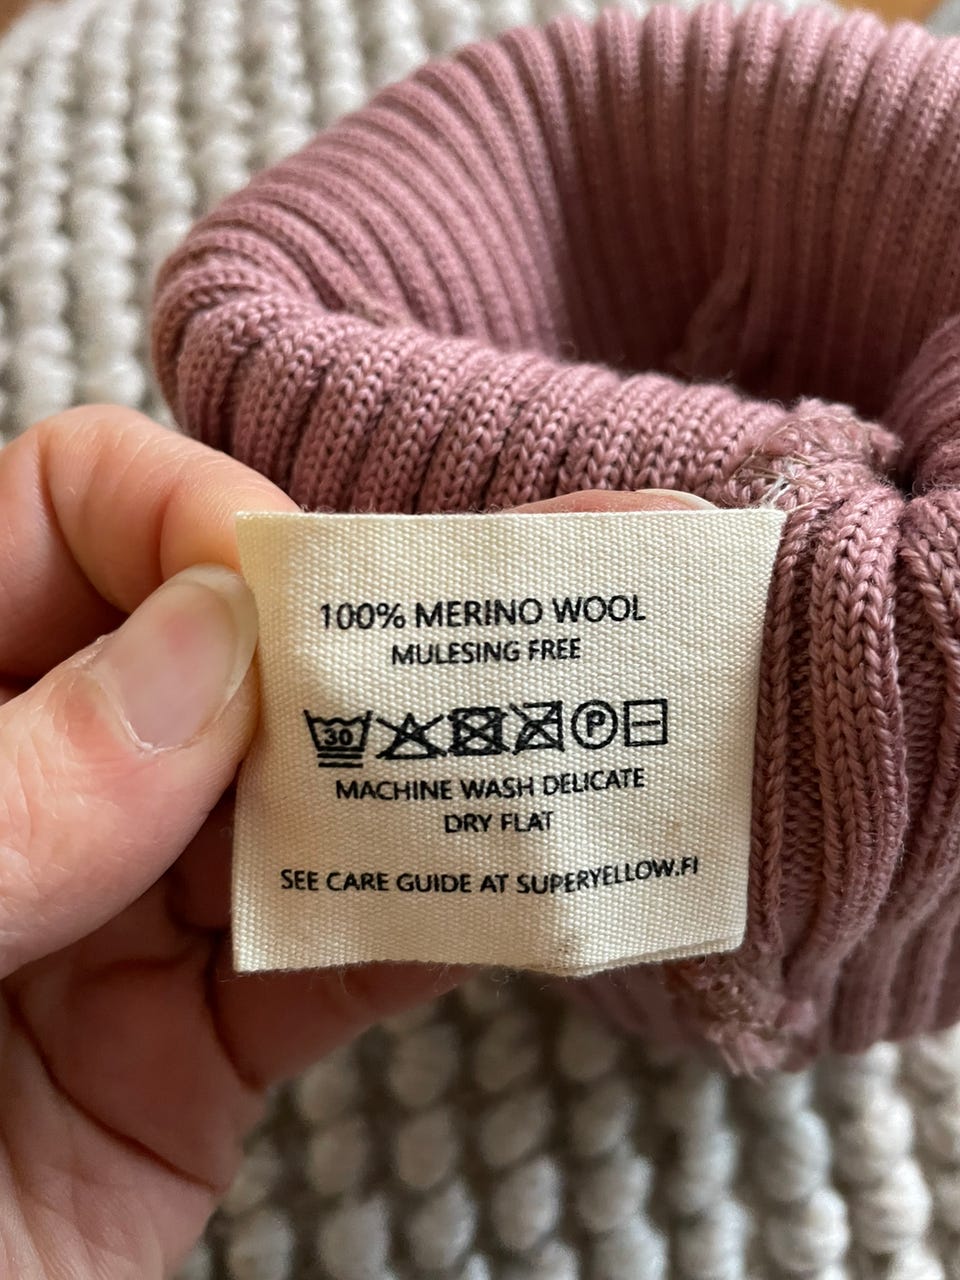 100% MERINO WOOL
MULESING FREE
30 P
MACHINE WASH DELICATE
DRY FLAT
SEE CARE GUIDE AT SUPERYELLOW.FI